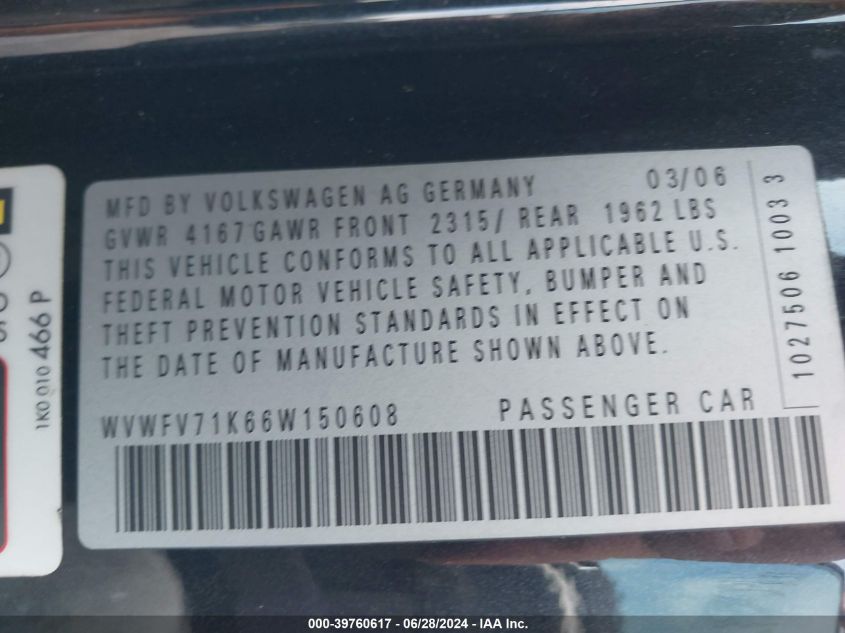 MFD BY VOLKSWAGEN AG GERMANY 03/06
GVWR 4167 GAWR FRONT 2315/ REAR 1962 LBS
THIS VEHICLE CONFORMS TO ALL APPLICABLE U.S.
FEDERAL MOTOR VEHICLE SAFETY, BUMPER AND
THEFT PREVENTION STANDARDS IN EFFECT ON
THE DATE OF MANUFACTURE SHOWN ABOVE.
WVWFV71K66W150608 PASSENGER CAR
1027506 1003 3
1K0 010 466 P
000-39760617 - 06/28/2024 - IAA Inc.